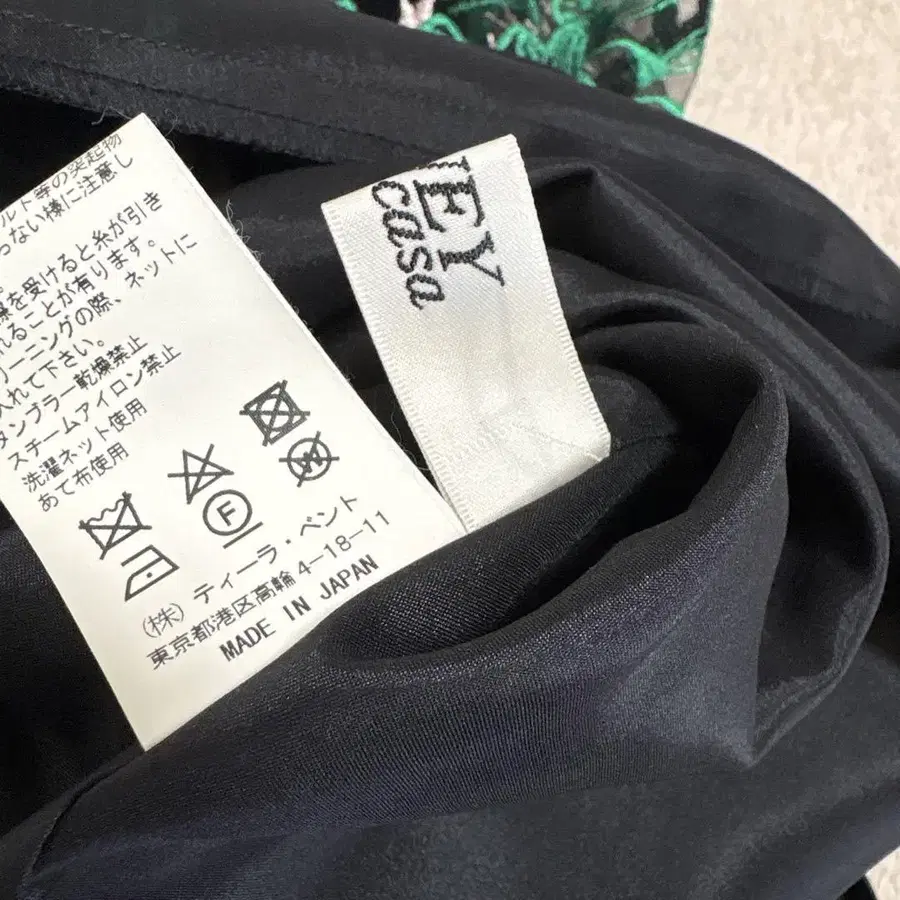 ルト等の突起物
らない様に注意し
。
擦を受けると糸が引き
れることが有ります。
リーニングの際、ネットに
入れて下さい。
タンブラー乾燥禁止
スチームアイロン禁止
洗濯ネット使用
あて布使用
F
W
(株) ティーラ・ベント
東京都港区高輪4-18-11
MADE IN JAPAN
EY
casa